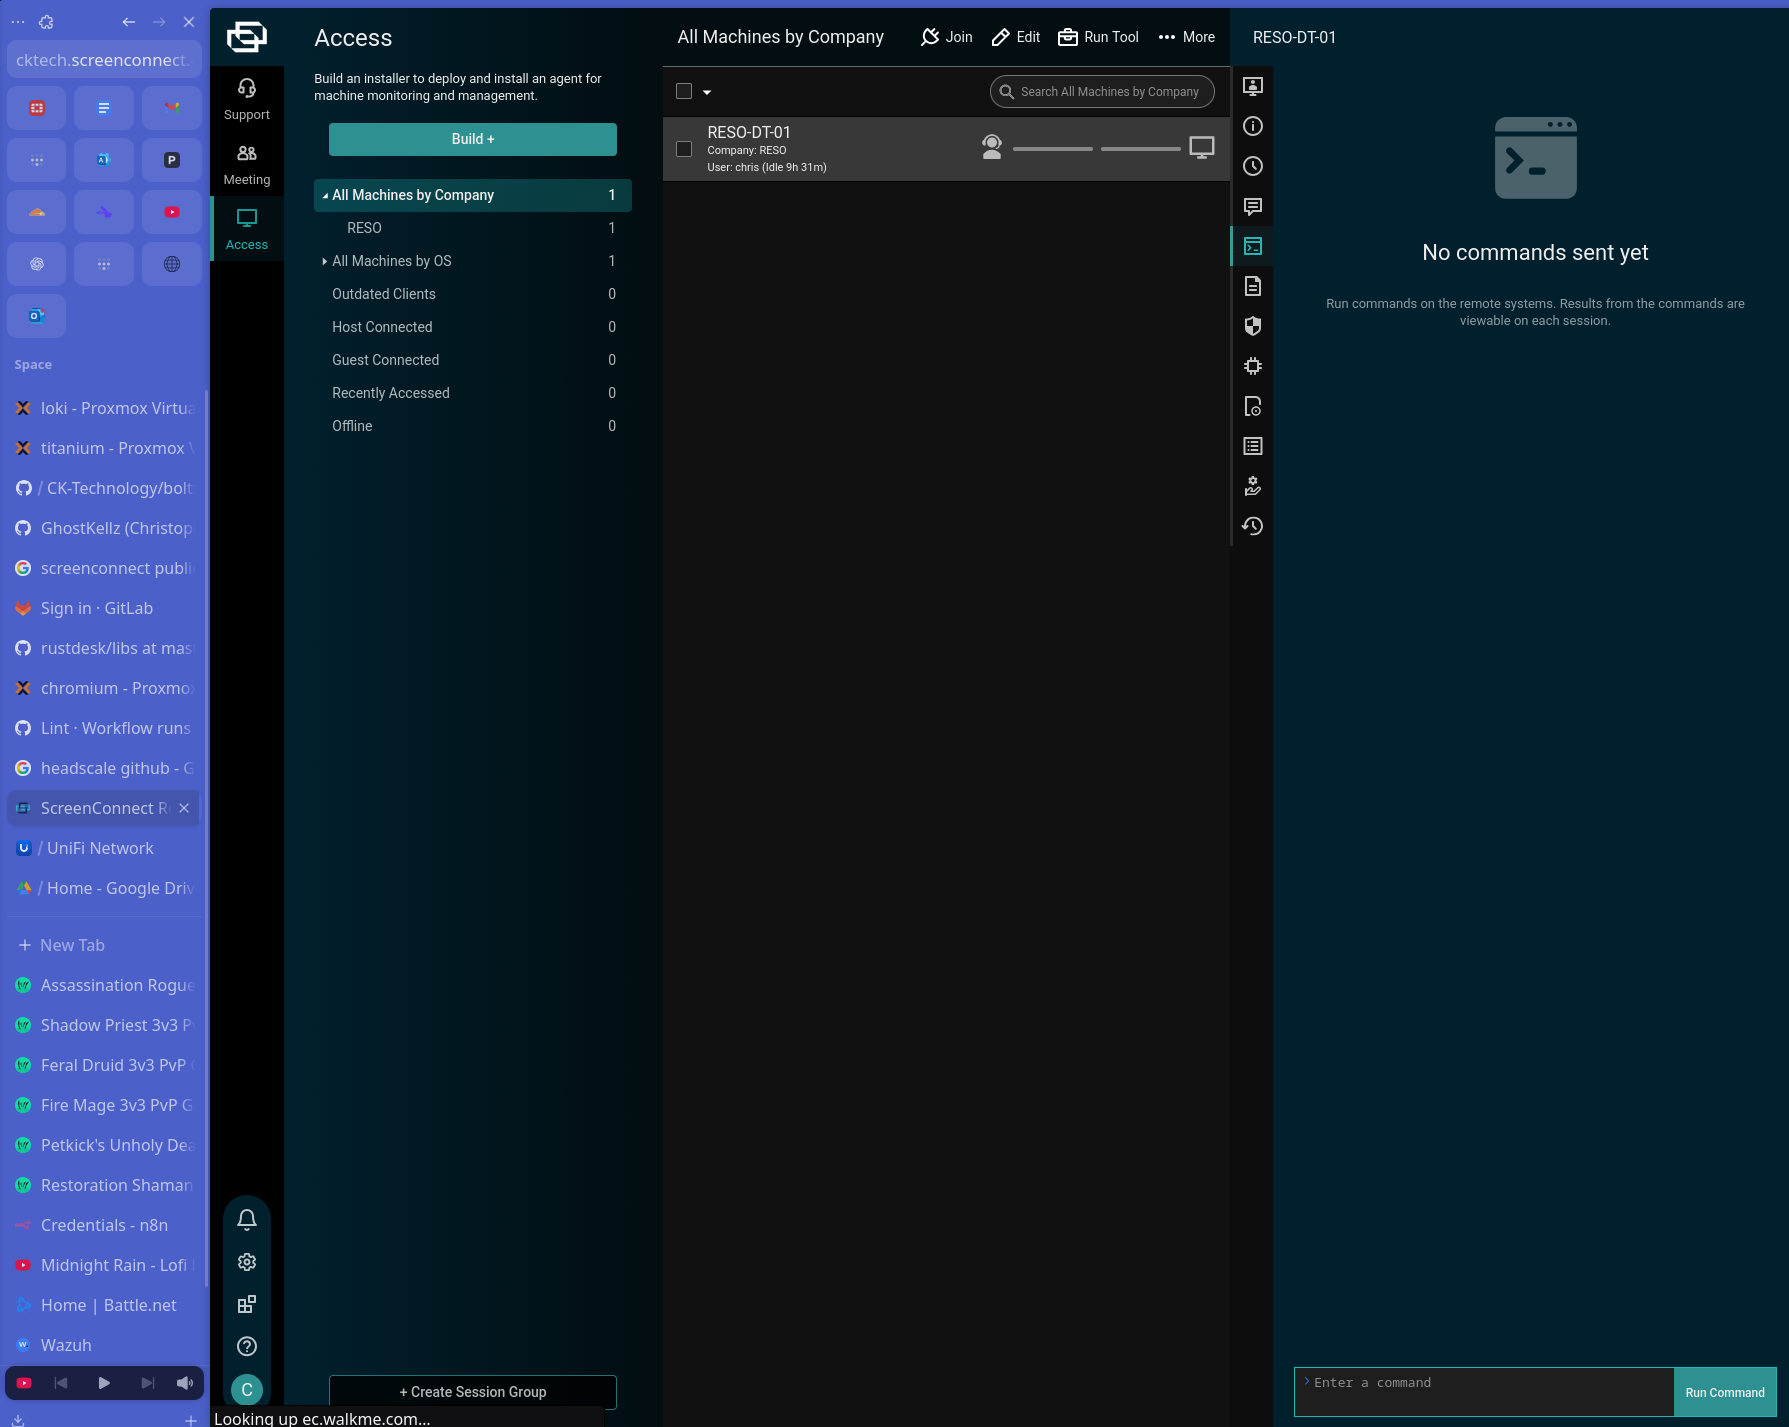 cktech.screenconnect.
Space
loki - Proxmox Virtua
titanium - Proxmox V
/ CK-Technology/bolt
GhostKellz (Christop
screenconnect publi
Sign in · GitLab
rustdesk/libs at mas
chromium - Proxmox
Lint · Workflow runs
headscale github - G
ScreenConnect R
/ UniFi Network
/ Home - Google Driv
New Tab
Assassination Rogue
Shadow Priest 3v3 P
Feral Druid 3v3 PvP G
Fire Mage 3v3 PvP G
Petkick's Unholy Dea
Restoration Shaman
Credentials - n8n
Midnight Rain - Lofi
Home | Battle.net
Wazuh
Support
Meeting
Access
C
Access
Build an installer to deploy and install an agent for
machine monitoring and management.
Build +
All Machines by Company 1
RESO 1
All Machines by OS 1
Outdated Clients 0
Host Connected 0
Guest Connected 0
Recently Accessed 0
Offline 0
+ Create Session Group
Looking up ec.walkme.com...
All Machines by Company Join Edit Run Tool More
Search All Machines by Company
RESO-DT-01
Company: RESO
User: chris (Idle 9h 31m)
RESO-DT-01
No commands sent yet
Run commands on the remote systems. Results from the commands are
viewable on each session.
> Enter a command
Run Command